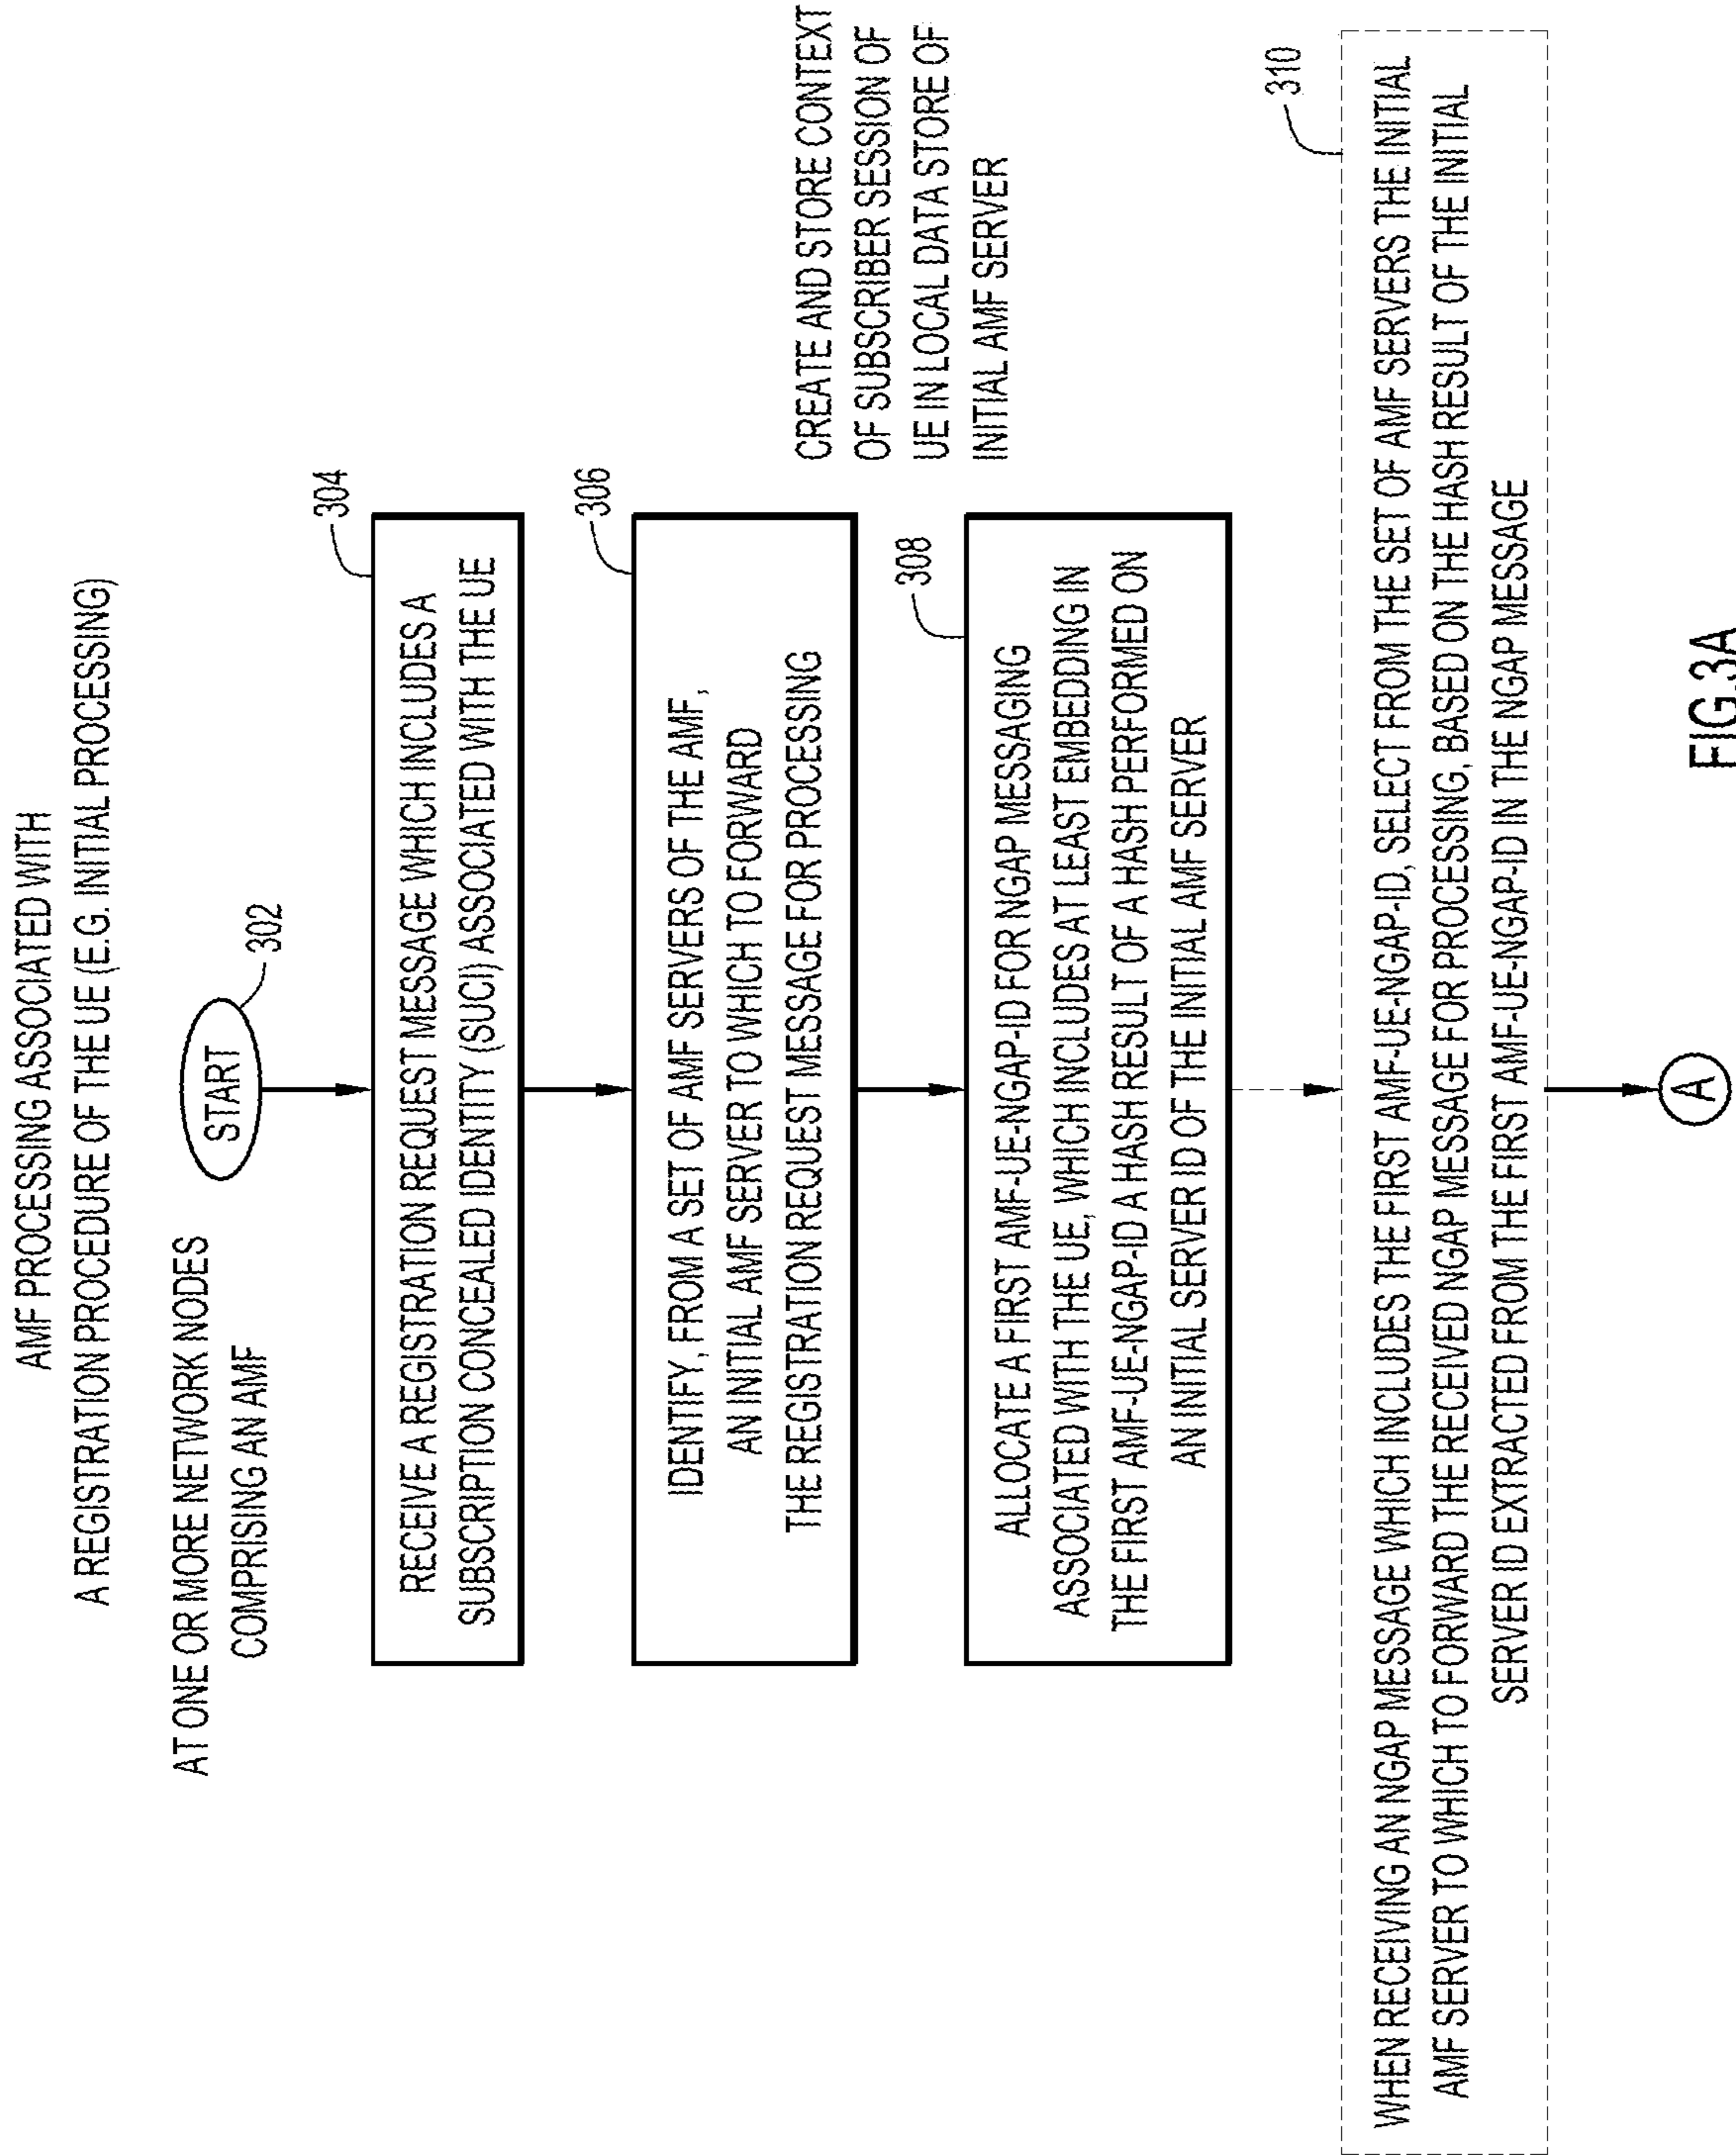 AMF PROCESSING ASSOCIATED WITH
A REGISTRATION PROCEDURE OF THE UE (E.G. INITIAL PROCESSING)
AT ONE OR MORE NETWORK NODES
COMPRISING AN AMF
START
302
304
RECEIVE A REGISTRATION REQUEST MESSAGE WHICH INCLUDES A
SUBSCRIPTION CONCEALED IDENTITY (SUCI) ASSOCIATED WITH THE UE
306
IDENTIFY, FROM A SET OF AMF SERVERS OF THE AMF,
AN INITIAL AMF SERVER TO WHICH TO FORWARD
THE REGISTRATION REQUEST MESSAGE FOR PROCESSING
CREATE AND STORE CONTEXT
OF SUBSCRIBER SESSION OF
UE IN LOCAL DATA STORE OF
INITIAL AMF SERVER
308
ALLOCATE A FIRST AMF-UE-NGAP-ID FOR NGAP MESSAGING
ASSOCIATED WITH THE UE, WHICH INCLUDES AT LEAST EMBEDDING IN
THE FIRST AMF-UE-NGAP-ID A HASH RESULT OF A HASH PERFORMED ON
AN INITIAL SERVER ID OF THE INITIAL AMF SERVER
310
WHEN RECEIVING AN NGAP MESSAGE WHICH INCLUDES THE FIRST AMF-UE-NGAP-ID, SELECT FROM THE SET OF AMF SERVERS THE INITIAL
AMF SERVER TO WHICH TO FORWARD THE RECEIVED NGAP MESSAGE FOR PROCESSING, BASED ON THE HASH RESULT OF THE INITIAL
SERVER ID EXTRACTED FROM THE FIRST AMF-UE-NGAP-ID IN THE NGAP MESSAGE
A
FIG.3A